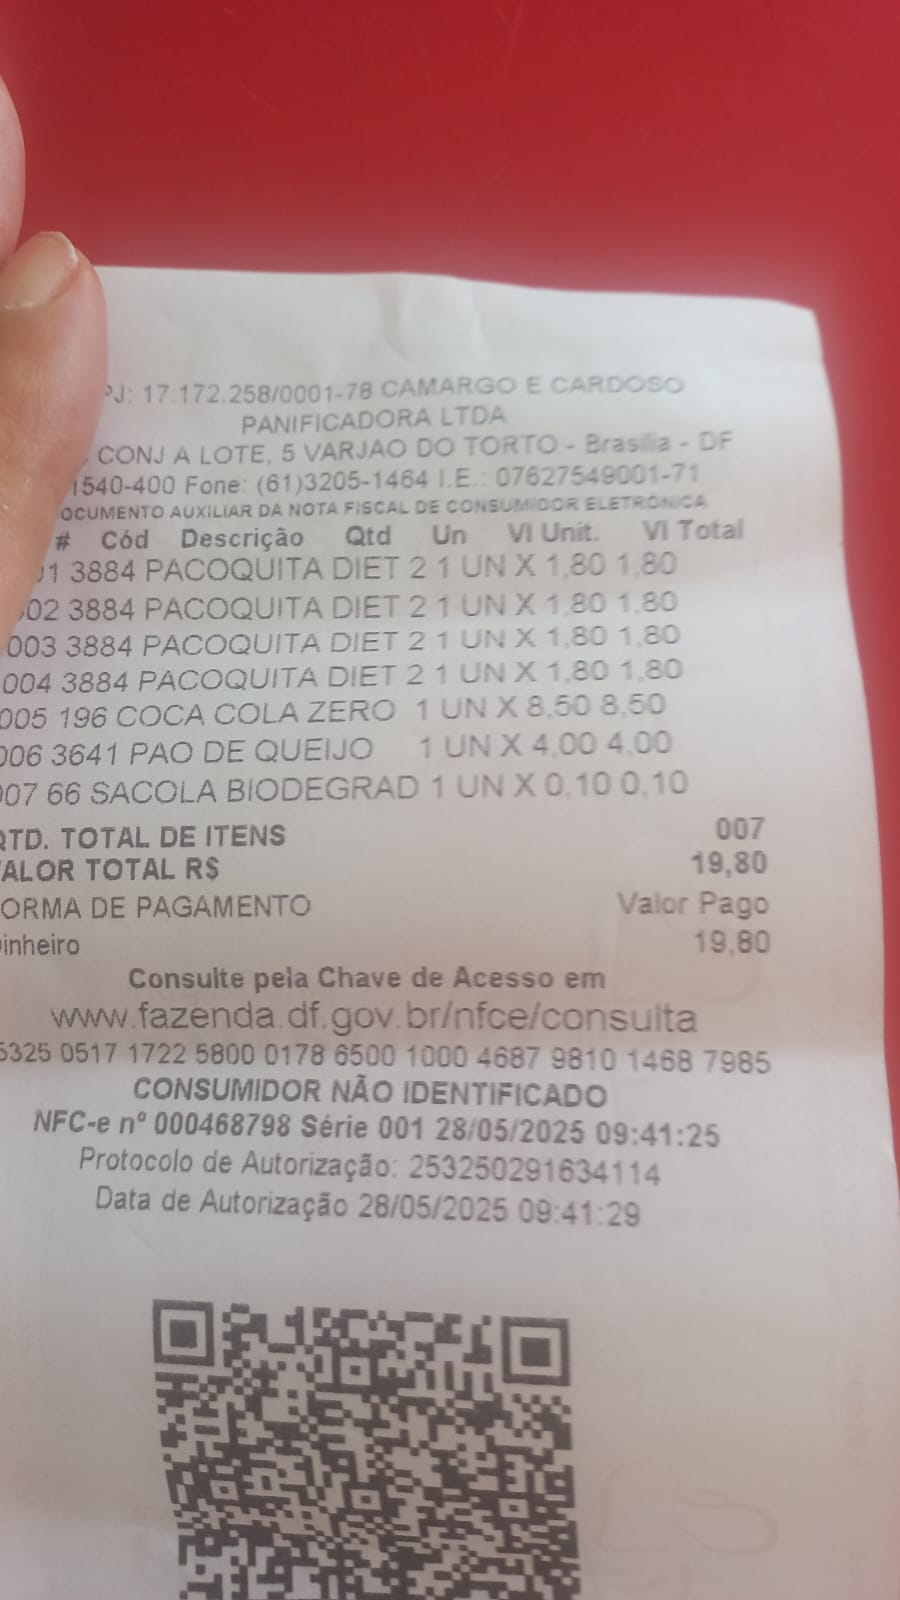 PJ: 17.172.258/0001-78 CAMARGO E CARDOSO
PANIFICADORA LTDA
CONJ A LOTE, 5 VARJAO DO TORTO - Brasilia - DF
1540-400 Fone: (61)3205-1464 I.E.: 07627549001-71
OCUMENTO AUXILIAR DA NOTA FISCAL DE CONSUMIDOR ELETRÔNICA
# Cód Descrição Qtd Un Vl Unit. Vl Total
01 3884 PACOQUITA DIET 2 1 UN X 1,80 1,80
002 3884 PACOQUITA DIET 2 1 UN X 1,80 1,80
003 3884 PACOQUITA DIET 2 1 UN X 1,80 1,80
004 3884 PACOQUITA DIET 2 1 UN X 1,80 1,80
005 196 COCA COLA ZERO 1 UN X 8,50 8,50
006 3641 PAO DE QUEIJO 1 UN X 4,00 4,00
007 66 SACOLA BIODEGRAD 1 UN X 0,10 0,10
QTD. TOTAL DE ITENS 007
VALOR TOTAL R$ 19,80
ORMA DE PAGAMENTO Valor Pago
Dinheiro 19,80
Consulte pela Chave de Acesso em
www.fazenda.df.gov.br/nfce/consulta
5325 0517 1722 5800 0178 6500 1000 4687 9810 1468 7985
CONSUMIDOR NÃO IDENTIFICADO
NFC-e nº 000468798 Série 001 28/05/2025 09:41:25
Protocolo de Autorização: 253250291634114
Data de Autorização 28/05/2025 09:41:29